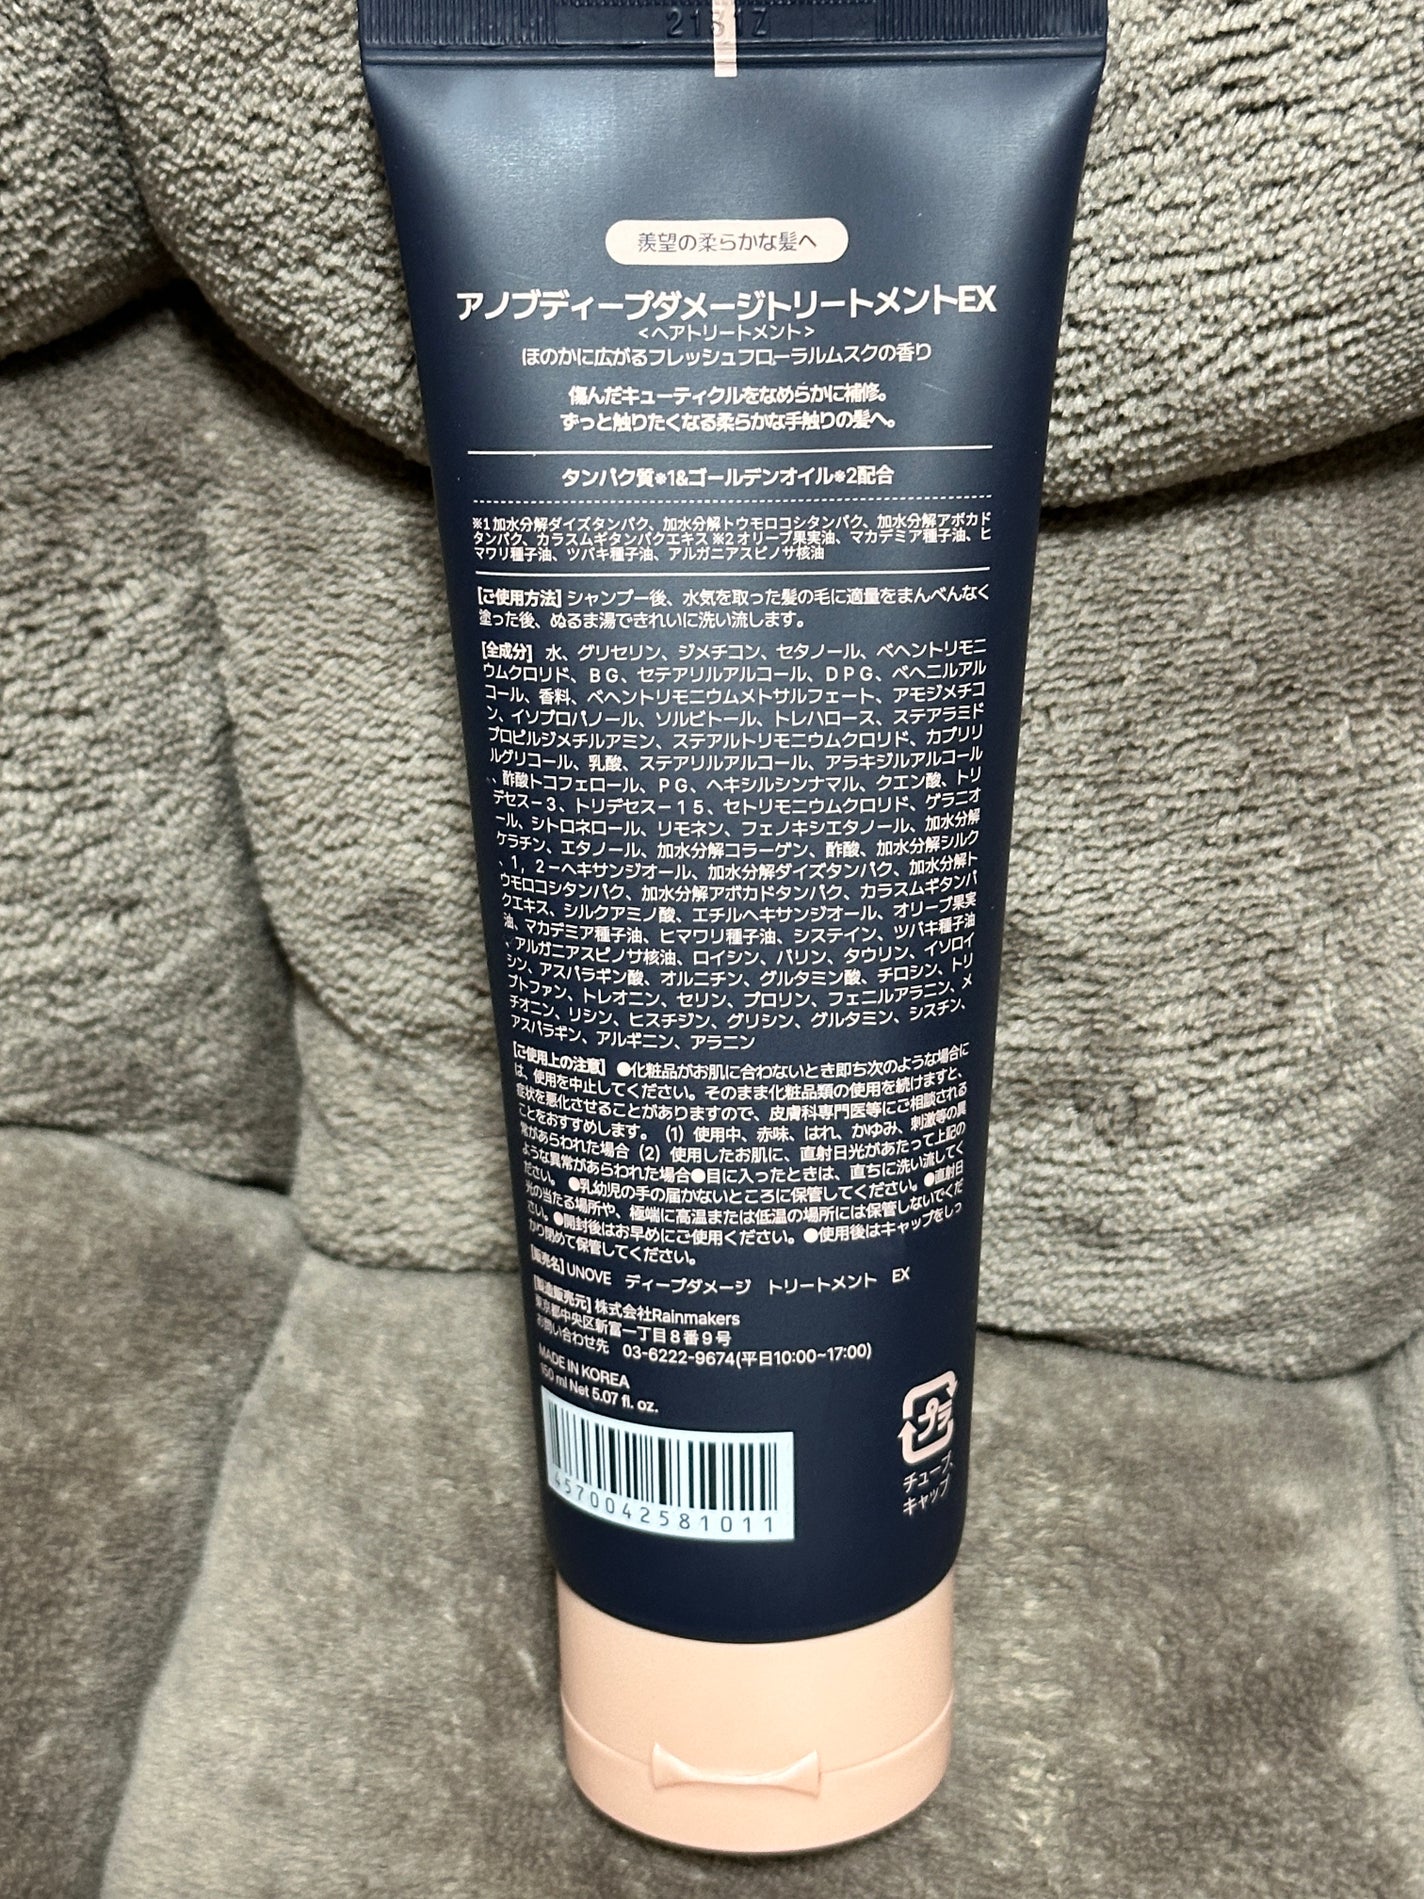 羨望の柔らかな髪へ
アノブディープダメージトリートメントEX
<ヘアトリートメント>
ほのかに広がるフレッシュフローラルムスクの香り
傷んだキューティクルをなめらかに補修。
ずっと触りたくなる柔らかな手触りの髪へ。
タンパク質※1&ゴールデンオイル※2配合
※1加水分解ダイズタンパク、加水分解トウモロコシタンパク、加水分解アボカド
タンパク、カラスムギタンパクエキス ※2オリーブ果実油、マカデミア種子油、ヒ
マワリ種子油、ツバキ種子油、アルガニアスピノサ核油
[ご使用方法] シャンプー後、水気を取った髪の毛に適量をまんべんなく
塗った後、ぬるま湯できれいに洗い流します。
[全成分] 水、グリセリン、ジメチコン、セタノール、ベヘントリモニ
ウムクロリド、BG、セテアリルアルコール、DPG、ベヘニルアル
コール、香料、ベヘントリモニウムメトサルフェート、アモジメチコ
ン、イソプロパノール、ソルビトール、トレハロース、ステアラミド
プロピルジメチルアミン、ステアルトリモニウムクロリド、カプリリ
ルグリコール、乳酸、ステアリルアルコール、アラキジルアルコール
、酢酸トコフェロール、PG、ヘキシルシンナマル、クエン酸、トリ
デセス－3、トリデセス－15、セトリモニウムクロリド、ゲラニオ
ール、シトロネロール、リモネン、フェノキシエタノール、加水分解
ケラチン、エタノール、加水分解コラーゲン、酢酸、加水分解シルク
、1，2－ヘキサンジオール、加水分解ダイズタンパク、加水分解ト
ウモロコシタンパク、加水分解アボカドタンパク、カラスムギタンパ
クエキス、シルクアミノ酸、エチルヘキサンジオール、オリーブ果実
油、マカデミア種子油、ヒマワリ種子油、システイン、ツバキ種子油
、アルガニアスピノサ核油、ロイシン、バリン、タウリン、イソロイ
シン、アスパラギン酸、オルニチン、グルタミン酸、チロシン、トリ
プトファン、トレオニン、セリン、プロリン、フェニルアラニン、メ
チオニン、リシン、ヒスチジン、グリシン、グルタミン、シスチン、
アスパラギン、アルギニン、アラニン
[ご使用上の注意] ●化粧品がお肌に合わないとき即ち次のような場合に
は、使用を中止してください。そのまま化粧品類の使用を続けますと、
症状を悪化させることがありますので、皮膚科専門医等にご相談される
ことをおすすめします。（1）使用中、赤味、はれ、かゆみ、刺激等の異
常があらわれた場合（2）使用したお肌に、直射日光があたって上記の
ような異常があらわれた場合●目に入ったときは、直ちに洗い流してく
ださい。 ●乳幼児の手の届かないところに保管してください。●直射日
光の当たる場所や、極端に高温または低温の場所には保管しないでくだ
さい。●開封後はお早めにご使用ください。●使用後はキャップをしっ
かり閉めて保管してください。
[販売名] UNOVE ディープダメージ トリートメント EX
[製造販売元] 株式会社Rainmakers
東京都中央区新富一丁目8番9号
お問い合わせ先 03-6222-9674(平日10:00~17:00)
MADE IN KOREA
150 ml Net 5.07 fl. oz.
4570042581011
プラ
チューブ、
キャップ